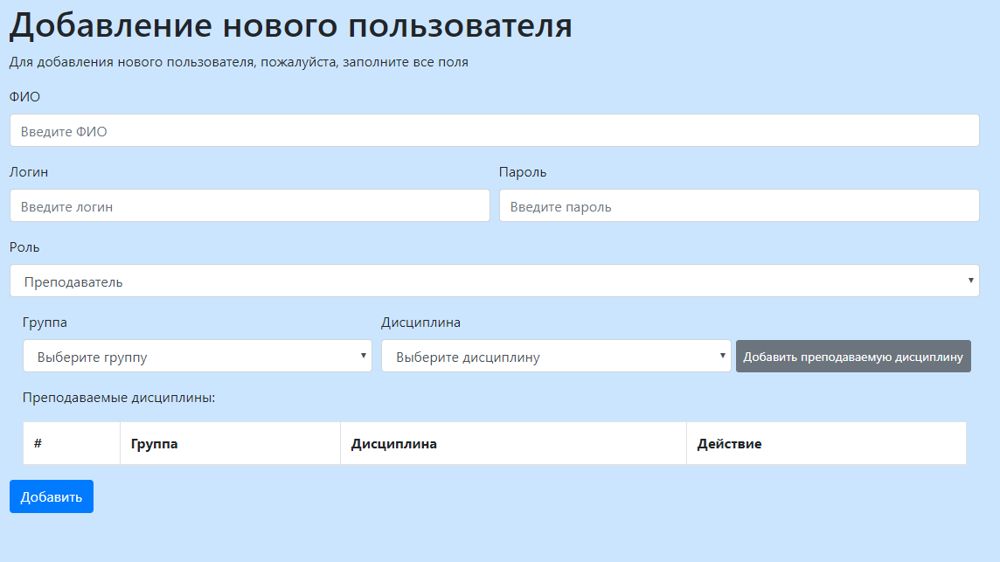 Добавление нового пользователя
Для добавления нового пользователя, пожалуйста, заполните все поля
ФИО
Введите ФИО
Логин Пароль
Введите логин Введите пароль
Роль
Преподаватель
Группа Дисциплина
Выберите группу Выберите дисциплину Добавить преподаваемую дисциплину
Преподаваемые дисциплины:
# Группа Дисциплина Действие
Добавить